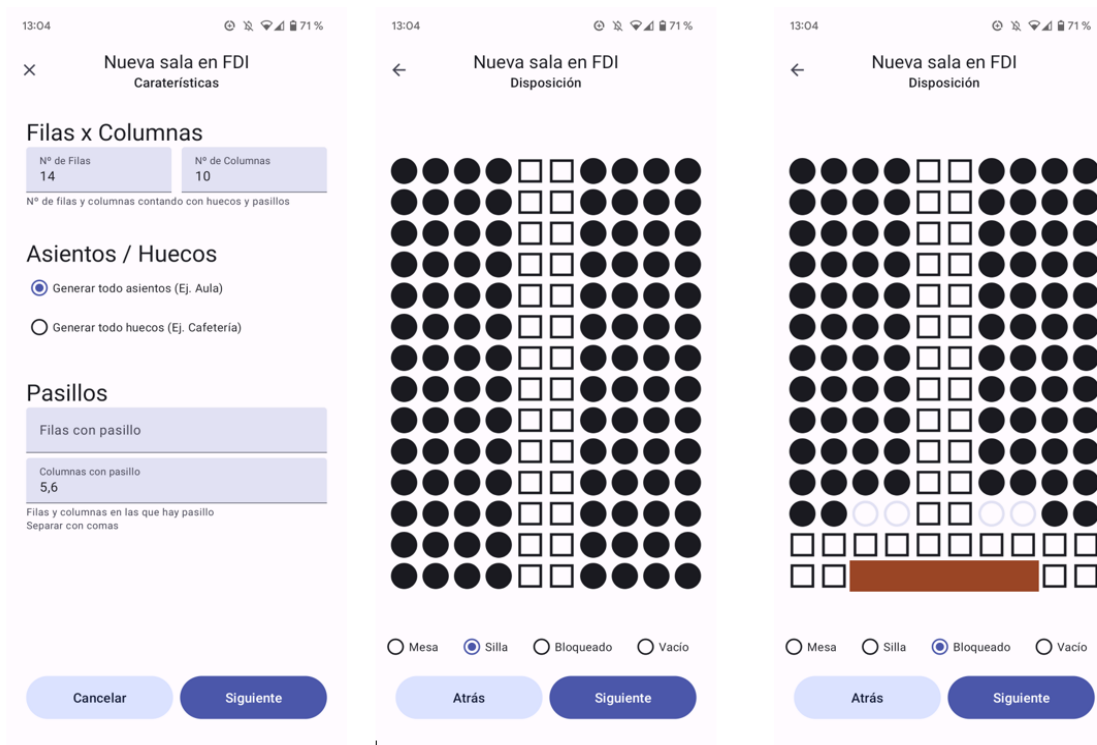 13:04
71 %
Nueva sala en FDI
Caraterísticas
Filas x Columnas
Nº de Filas
14
Nº de Columnas
10
Nº de filas y columnas contando con huecos y pasillos
Asientos / Huecos
Generar todo asientos (Ej. Aula)
Generar todo huecos (Ej. Cafetería)
Pasillos
Filas con pasillo
Columnas con pasillo
5,6
Filas y columnas en las que hay pasillo
Separar con comas
Cancelar
Siguiente
13:04
71 %
Nueva sala en FDI
Disposición
Mesa
Silla
Bloqueado
Vacío
Atrás
Siguiente
13:04
71 %
Nueva sala en FDI
Disposición
Mesa
Silla
Bloqueado
Vacío
Atrás
Siguiente